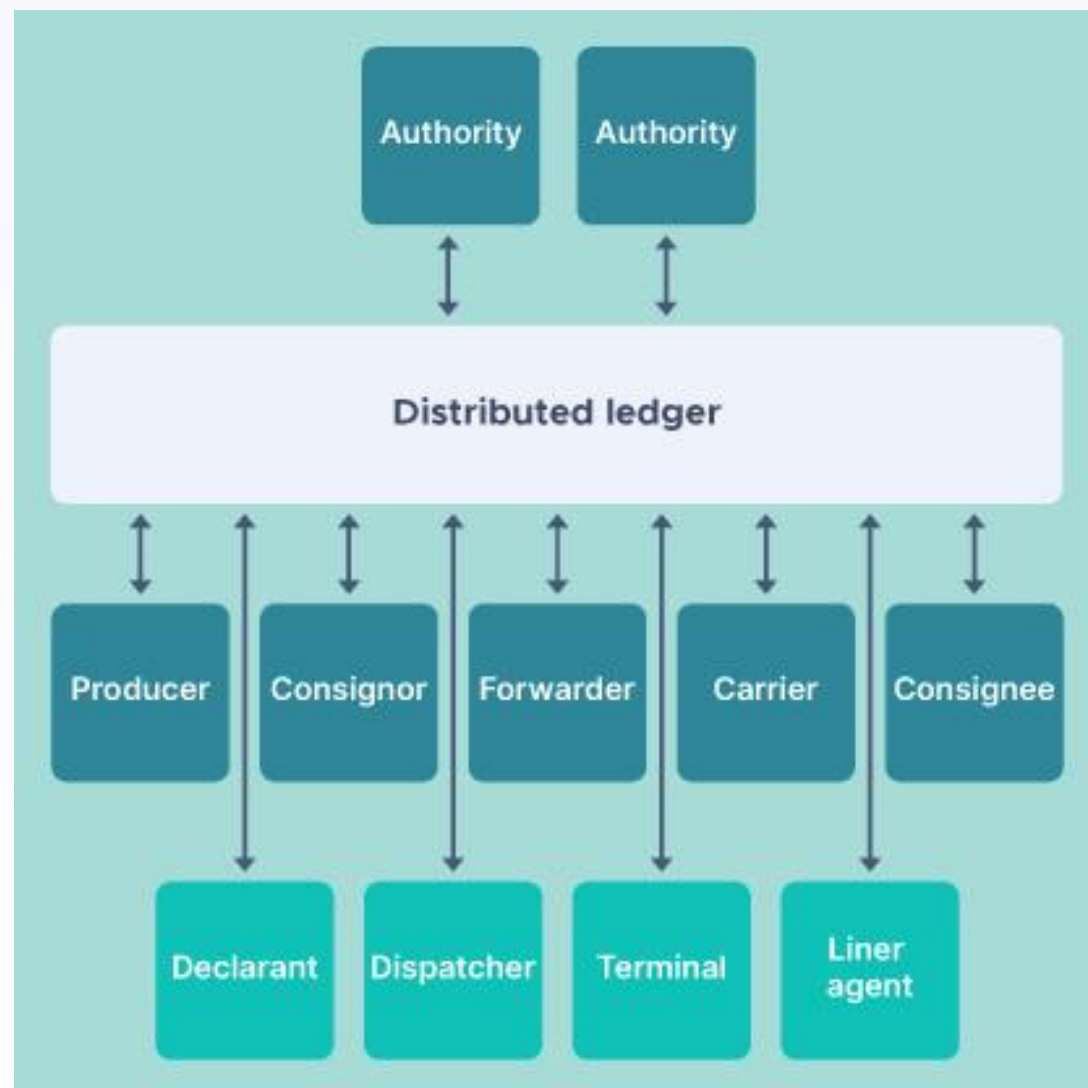 Authority
Authority
Distributed ledger
Producer
Consignor
Forwarder
Carrier
Consignee
Declarant
Dispatcher
Terminal
Liner
agent